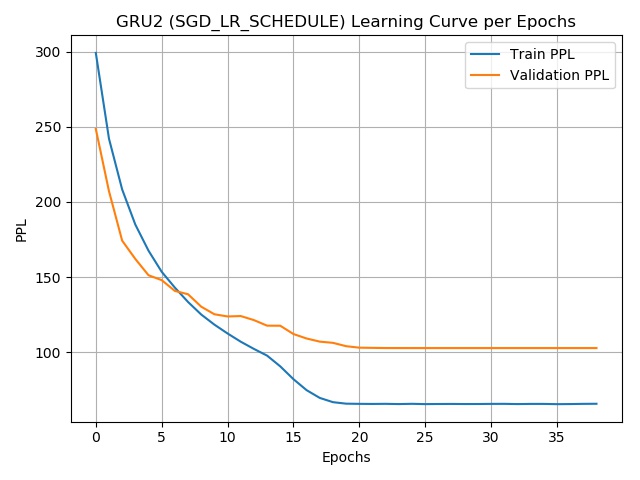 GRU2 (SGD_LR_SCHEDULE) Learning Curve per Epochs
Train PPL
Validation PPL
300
250
200
150
100
PPL
0 5 10 15 20 25 30 35
Epochs